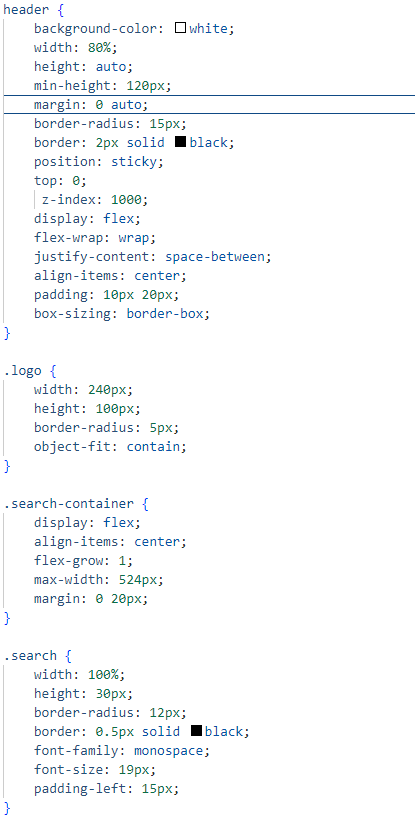 header {
    background-color: white;
    width: 80%;
    height: auto;
    min-height: 120px;
    margin: 0 auto;
    border-radius: 15px;
    border: 2px solid black;
    position: sticky;
    top: 0;
     z-index: 1000;
    display: flex;
    flex-wrap: wrap;
    justify-content: space-between;
    align-items: center;
    padding: 10px 20px;
    box-sizing: border-box;
}

.logo {
    width: 240px;
    height: 100px;
    border-radius: 5px;
    object-fit: contain;
}

.search-container {
    display: flex;
    align-items: center;
    flex-grow: 1;
    max-width: 524px;
    margin: 0 20px;
}

.search {
    width: 100%;
    height: 30px;
    border-radius: 12px;
    border: 0.5px solid black;
    font-family: monospace;
    font-size: 19px;
    padding-left: 15px;
}